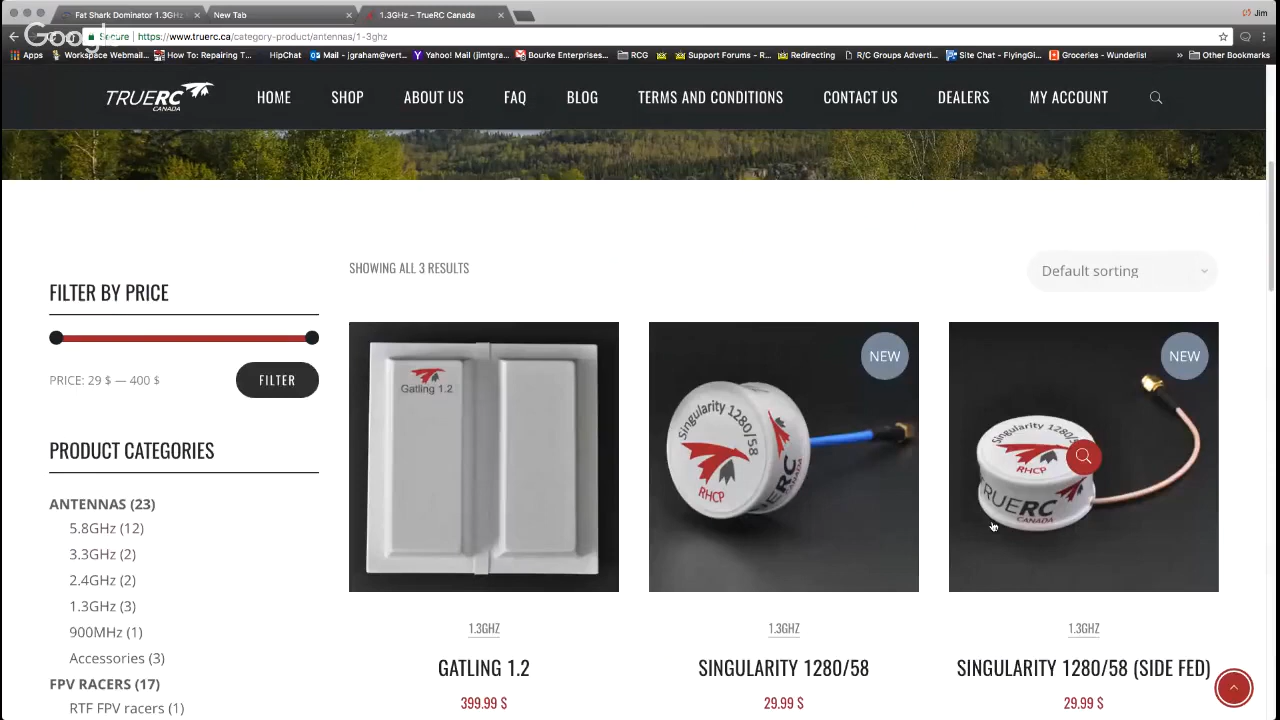 Fat Shark Dominator 1.3GHz
New Tab
1.3GHz – TrueRC Canada
Jim
Google
Secure
https://www.truerc.ca/category-product/antennas/1-3ghz
Apps
Workspace Webmail...
How To: Repairing T...
HipChat
Mail - jgraham@vert...
Yahoo! Mail (jimtgr...
Bourke Enterprises...
RCG
Support Forums - R...
Redirecting
R/C Groups Adverti...
Site Chat - FlyingGi...
Groceries - Wunderlist
»
Other Bookmarks
TRUERC
CANADA
HOME
SHOP
ABOUT US
FAQ
BLOG
TERMS AND CONDITIONS
CONTACT US
DEALERS
MY ACCOUNT
SHOWING ALL 3 RESULTS
Default sorting
FILTER BY PRICE
PRICE: 29 $ — 400 $
FILTER
PRODUCT CATEGORIES
ANTENNAS (23)
5.8GHz (12)
3.3GHz (2)
2.4GHz (2)
1.3GHz (3)
900MHz (1)
Accessories (3)
FPV RACERS (17)
RTF FPV racers (1)
Gatling 1.2
1.3GHZ
GATLING 1.2
399.99 $
NEW
Singularity 1280/58
RHCP
UERC
CANADA
1.3GHZ
SINGULARITY 1280/58
29.99 $
NEW
Singularity 1280/58
RHCP
RUERC
CANADA
1.3GHZ
SINGULARITY 1280/58 (SIDE FED)
29.99 $